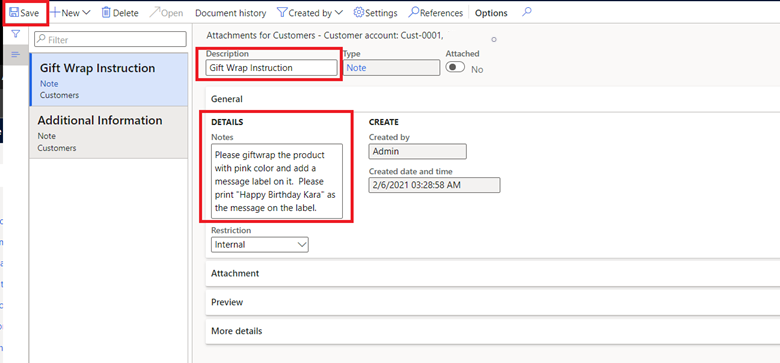 Save New Delete Open Document history Created by Settings References Options
Filter
Gift Wrap Instruction
Note
Customers
Additional Information
Note
Customers
Attachments for Customers - Customer account: Cust-0001,
Description Type Attached
Gift Wrap Instruction Note No
General
DETAILS CREATE
Notes Created by
Please giftwrap the product Admin
with pink color and add a Created date and time
message label on it. Please 2/6/2021 03:28:58 AM
print "Happy Birthday Kara" as
the message on the label.
Restriction
Internal
Attachment
Preview
More details